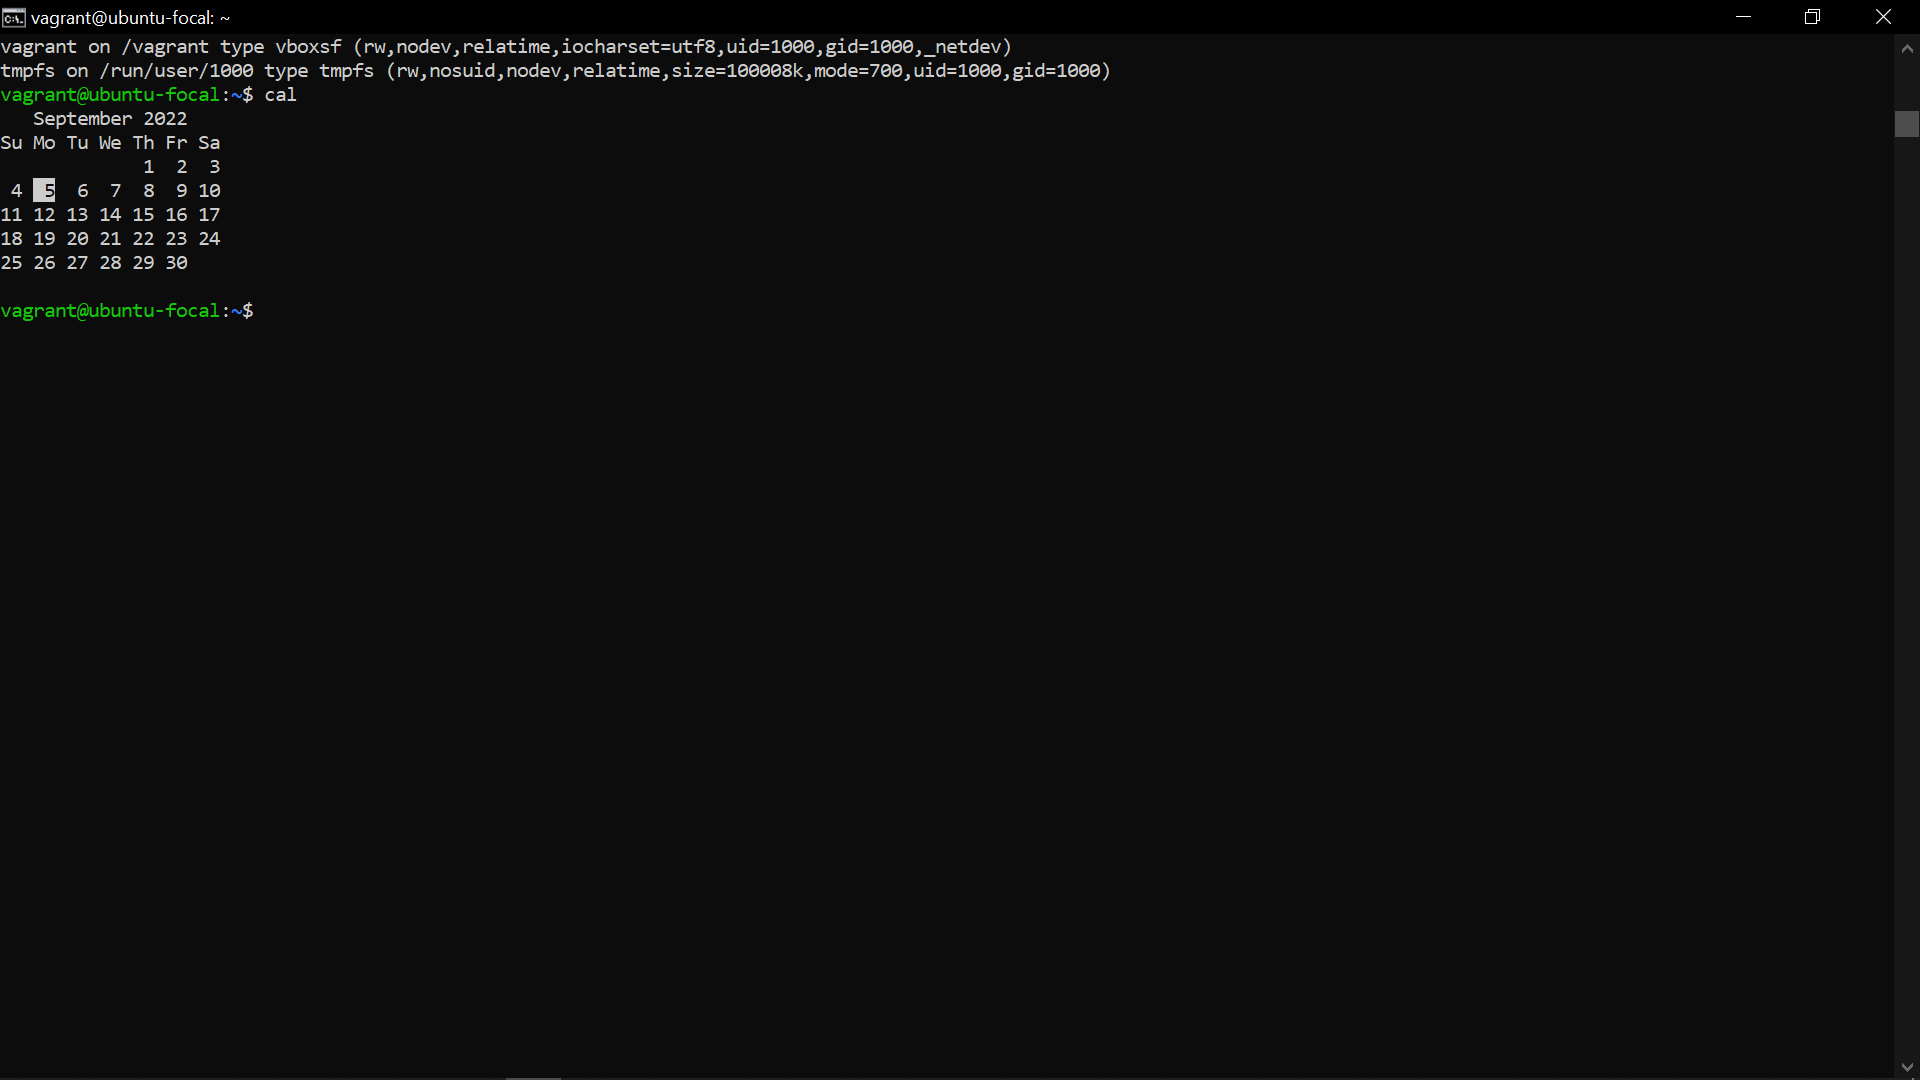 vagrant@ubuntu-focal: ~
vagrant on /vagrant type vboxsf (rw,nodev,relatime,iocharset=utf8,uid=1000,gid=1000,_netdev)
tmpfs on /run/user/1000 type tmpfs (rw,nosuid,nodev,relatime,size=100008k,mode=700,uid=1000,gid=1000)
vagrant@ubuntu-focal:~$ cal
   September 2022
Su Mo Tu We Th Fr Sa
             1  2  3
 4  5  6  7  8  9 10
11 12 13 14 15 16 17
18 19 20 21 22 23 24
25 26 27 28 29 30
vagrant@ubuntu-focal:~$